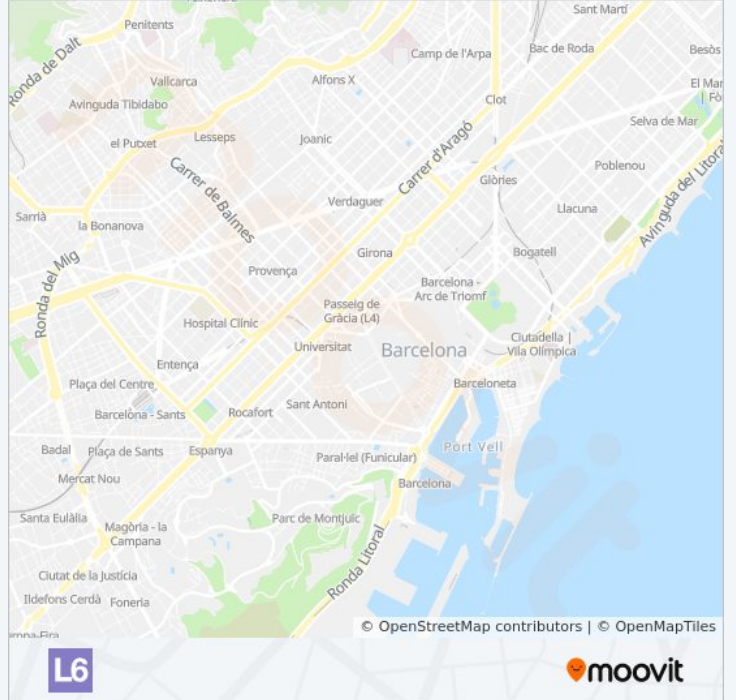 Sant Martí
Penitents
Ronda de Dalt
Camp de l'Arpa
Bac de Roda
Besòs
Vallcarca
Alfons X
El Mar
| Fò
Avinguda Tibidabo
Clot
Selva de Mar
el Putxet
Lesseps
Joanic
Carrer d'Aragó
Poblenou
Carrer de Balmes
Glòries
Avinguda del Litoral
Verdaguer
Llacuna
Sarrià
la Bonanova
Girona
Bogatell
Ronda del Mig
Provença
Barcelona -
Arc de Triomf
Passeig de
Gràcia (L4)
Hospital Clínic
Universitat
Barcelona
Ciutadella |
Vila Olímpica
Entença
Plaça del Centre
Barceloneta
Barcelona - Sants
Rocafort
Sant Antoni
Badal
Plaça de Sants
Espanya
Paral·lel (Funicular)
Port Vell
Mercat Nou
Barcelona
Santa Eulàlia
Magòria - la
Campana
Parc de Montjuïc
Ronda Litoral
Ciutat de la Justícia
Ildefons Cerdà
Foneria
© OpenStreetMap contributors | © OpenMapTiles
L6
moovit